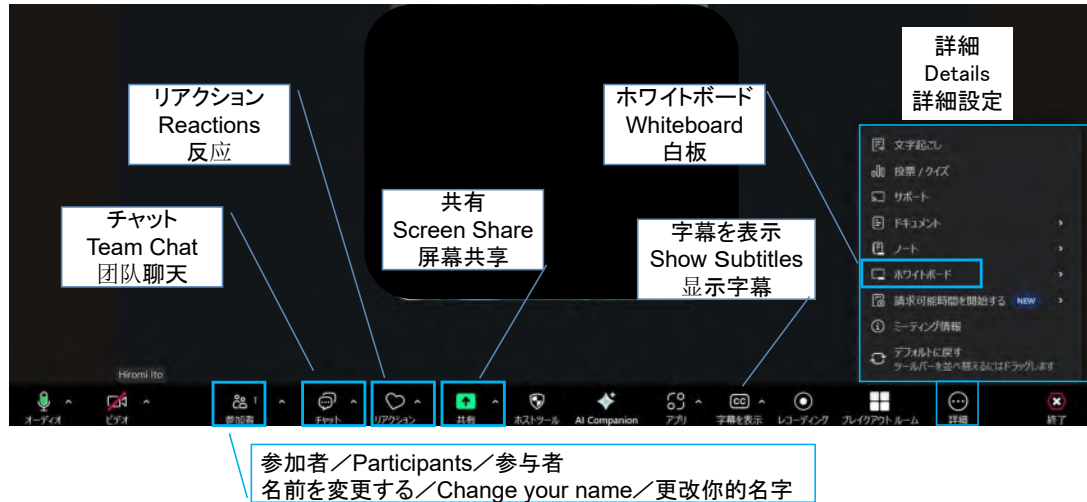 詳細
Details
詳細設定
リアクション
Reactions
反应
ホワイトボード
Whiteboard
白板
文字起こし
投票 / クイズ
サポート
ドキュメント
ノート
ホワイトボード
請求可能時間を開始する NEW
ミーティング情報
デフォルトに戻す
ツールバーを並べ替えるにはドラッグします
チャット
Team Chat
团队聊天
共有
Screen Share
屏幕共享
字幕を表示
Show Subtitles
显示字幕
Hiromi Ito
1
CC
オーディオ ビデオ 参加者 チャット リアクション 共有 ホストツール AI Companion アプリ 字幕を表示 レコーディング ブレイクアウト ルーム 詳細 終了
参加者／Participants／参与者
名前を変更する／Change your name／更改你的名字